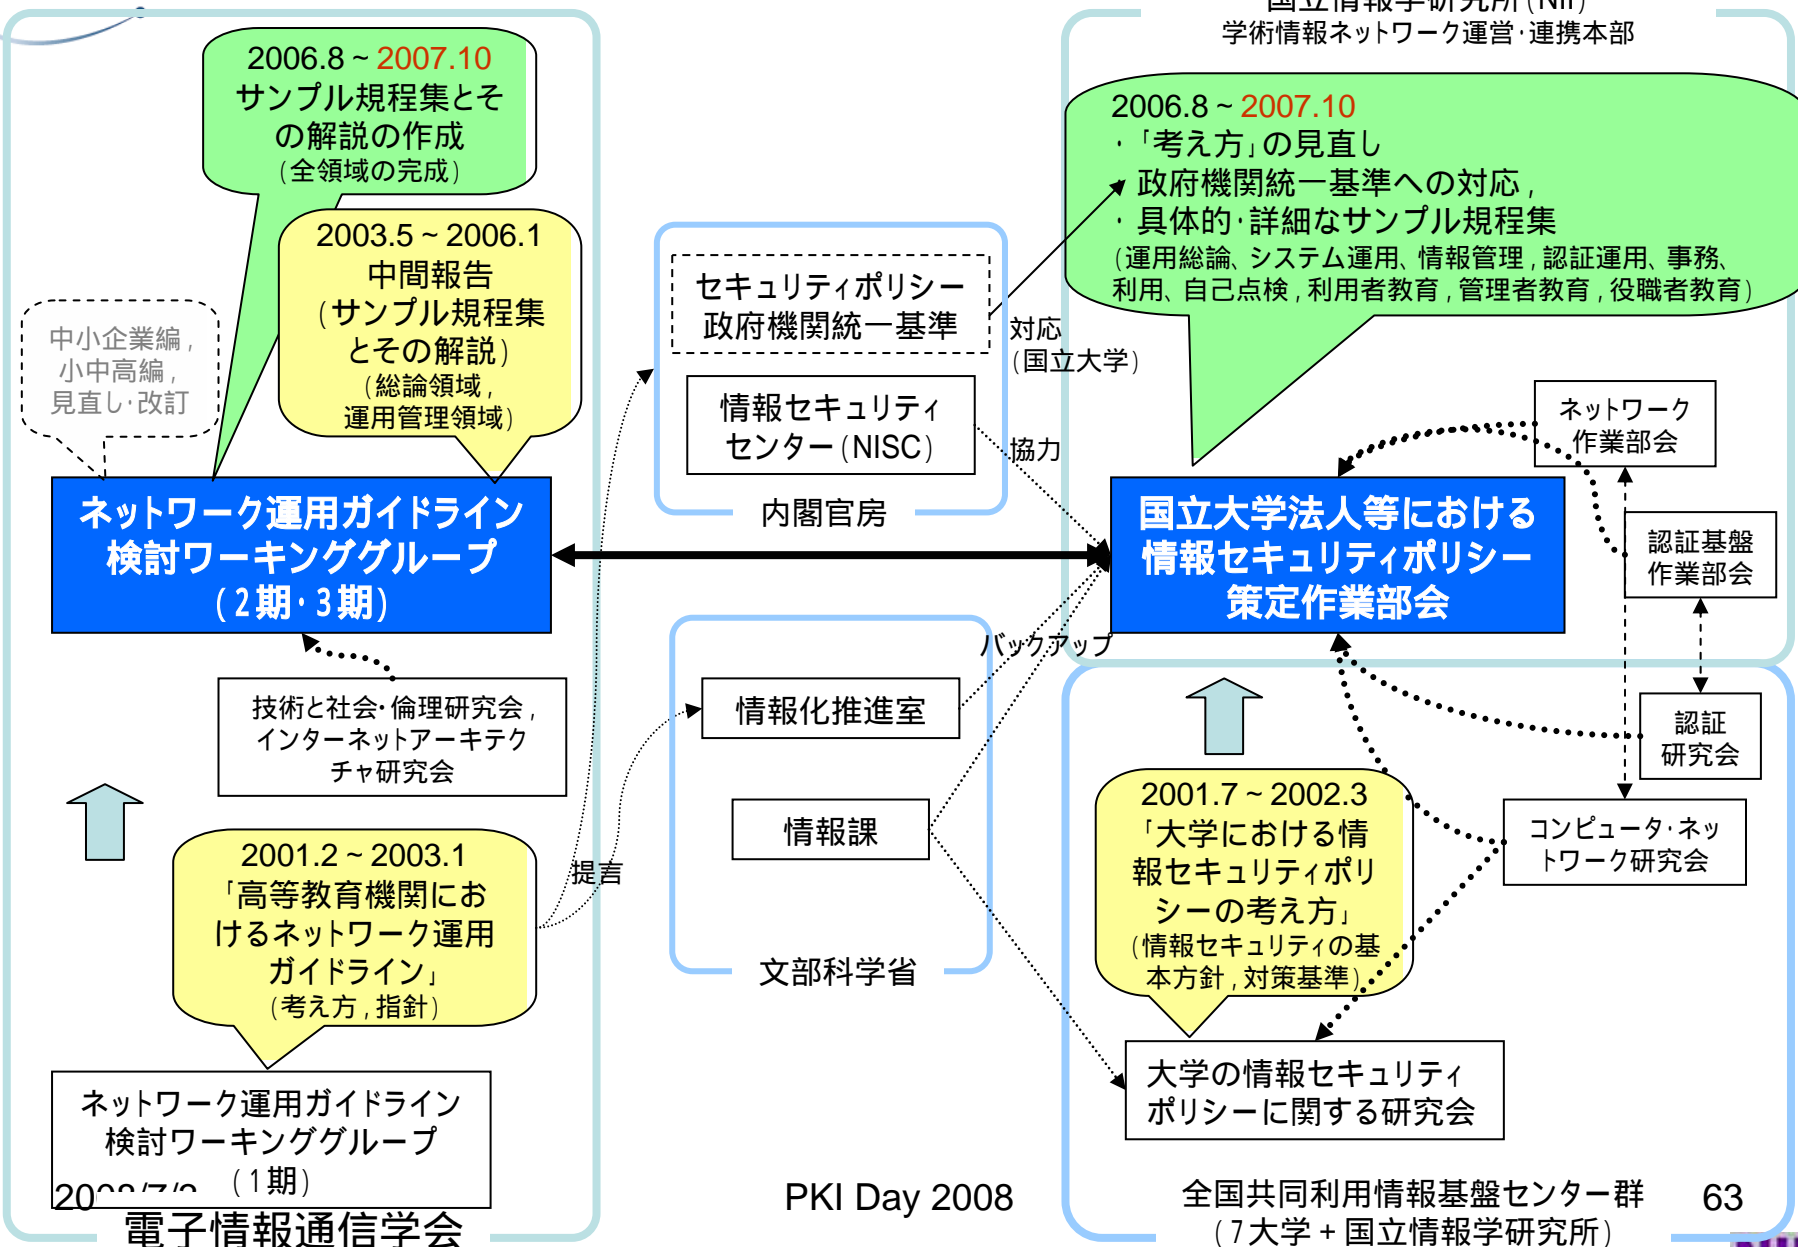 学術情報ネットワーク運営・連携本部
2006.8～2007.10
サンプル規程集とそ
の解説の作成
(全領域の完成)
2003.5～2006.1
中間報告
(サンプル規程集
とその解説)
(総論領域，
運用管理領域)
中小企業編，
小中高編，
見直し・改訂
ネットワーク運用ガイドライン
検討ワーキンググループ
(2期・3期)
技術と社会・倫理研究会，
インターネットアーキテク
チャ研究会
2001.2～2003.1
「高等教育機関にお
けるネットワーク運用
ガイドライン」
(考え方，指針)
ネットワーク運用ガイドライン
検討ワーキンググループ
(1期)
電子情報通信学会
セキュリティポリシー
政府機関統一基準
情報セキュリティ
センター(NISC)
内閣官房
対応
(国立大学)
協力
バックアップ
提言
情報化推進室
情報課
文部科学省
2006.8～2007.10
・「考え方」の見直し
・政府機関統一基準への対応，
・具体的・詳細なサンプル規程集
(運用総論、システム運用、情報管理，認証運用、事務、
利用、自己点検，利用者教育，管理者教育，役職者教育)
国立大学法人等における
情報セキュリティポリシー
策定作業部会
ネットワーク
作業部会
認証基盤
作業部会
認証
研究会
コンピュータ・ネッ
トワーク研究会
2001.7～2002.3
「大学における情
報セキュリティポリ
シーの考え方」
(情報セキュリティの基
本方針，対策基準)
大学の情報セキュリティ
ポリシーに関する研究会
全国共同利用情報基盤センター群
(7大学+国立情報学研究所)
PKI Day 2008
63